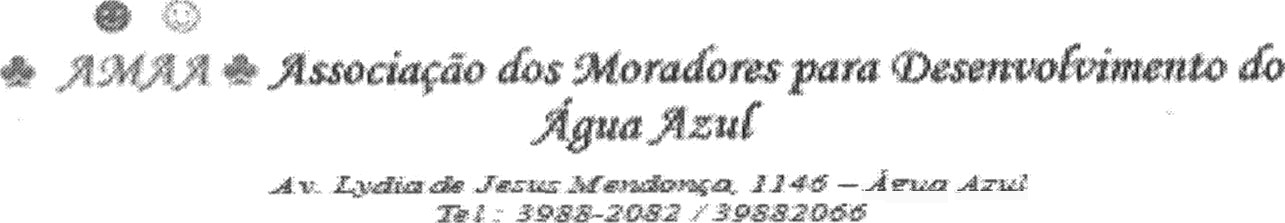 ♣ AMAA ♣ Associação dos Moradores para Desenvolvimento do
Água Azul
Av. Lydia de Jesus Mendonça, 1146 – Água Azul
Tel.: 3988-2082 / 39882066